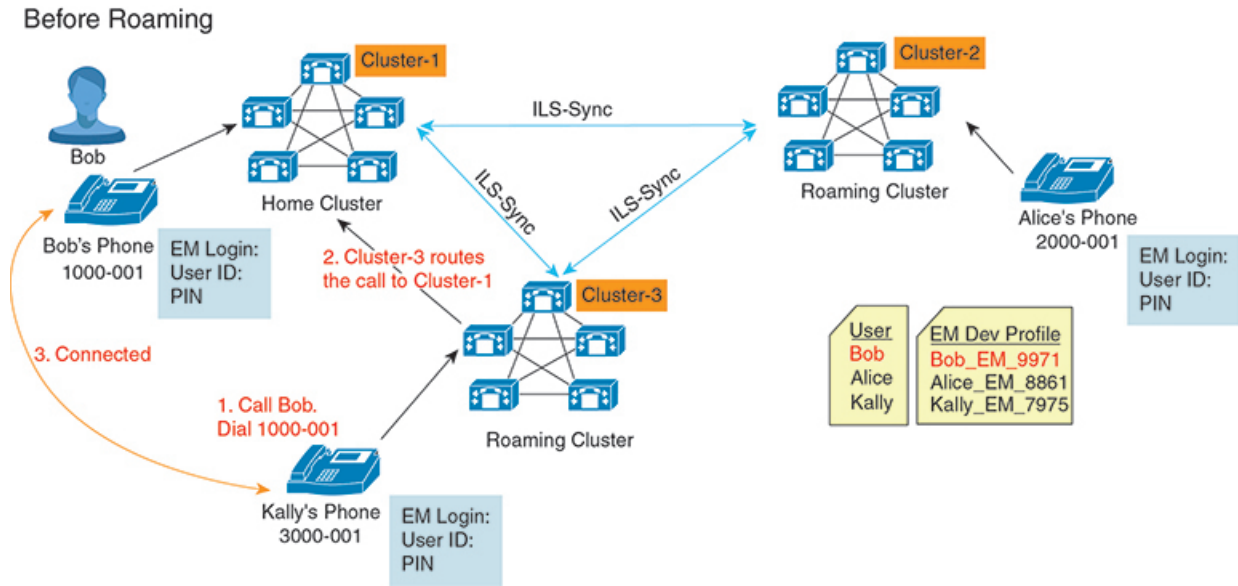 Before Roaming
Cluster-1
Cluster-2
ILS-Sync
Bob
Home Cluster
Roaming Cluster
ILS-Sync
ILS-Sync
Bob's Phone
1000-001
EM Login:
User ID:
PIN
Alice's Phone
2000-001
EM Login:
User ID:
PIN
2. Cluster-3 routes
the call to Cluster-1
Cluster-3
3. Connected
1. Call Bob.
Dial 1000-001
Roaming Cluster
User
Bob
Alice
Kally
EM Dev Profile
Bob_EM_9971
Alice_EM_8861
Kally_EM_7975
Kally's Phone
3000-001
EM Login:
User ID:
PIN